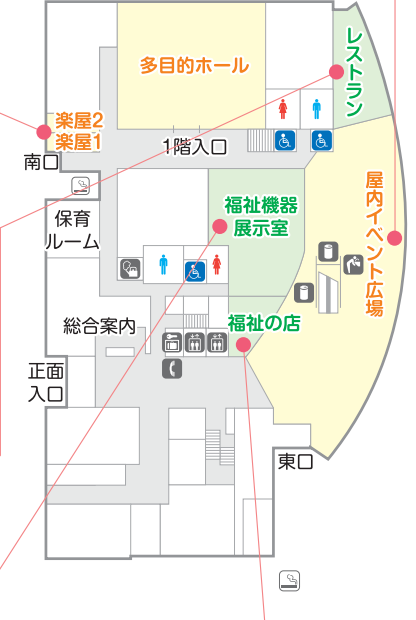 多目的ホール
レストラン
楽屋2
楽屋1
南口
1階入口
保育
ルーム
福祉機器
展示室
屋内イベント広場
総合案内
福祉の店
正面
入口
東口